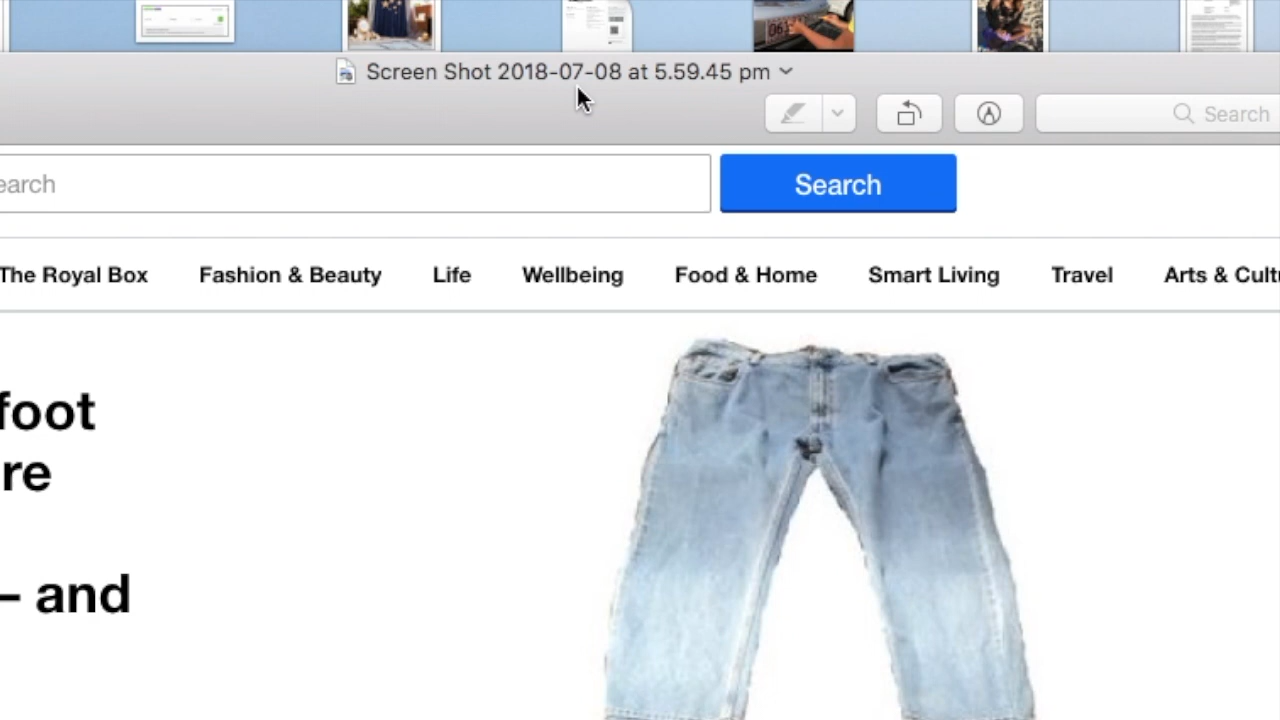 Screen Shot 2018-07-08 at 5.59.45 pm
Search
earch
Search
The Royal Box Fashion & Beauty Life Wellbeing Food & Home Smart Living Travel Arts & Cultu
foot
re
– and